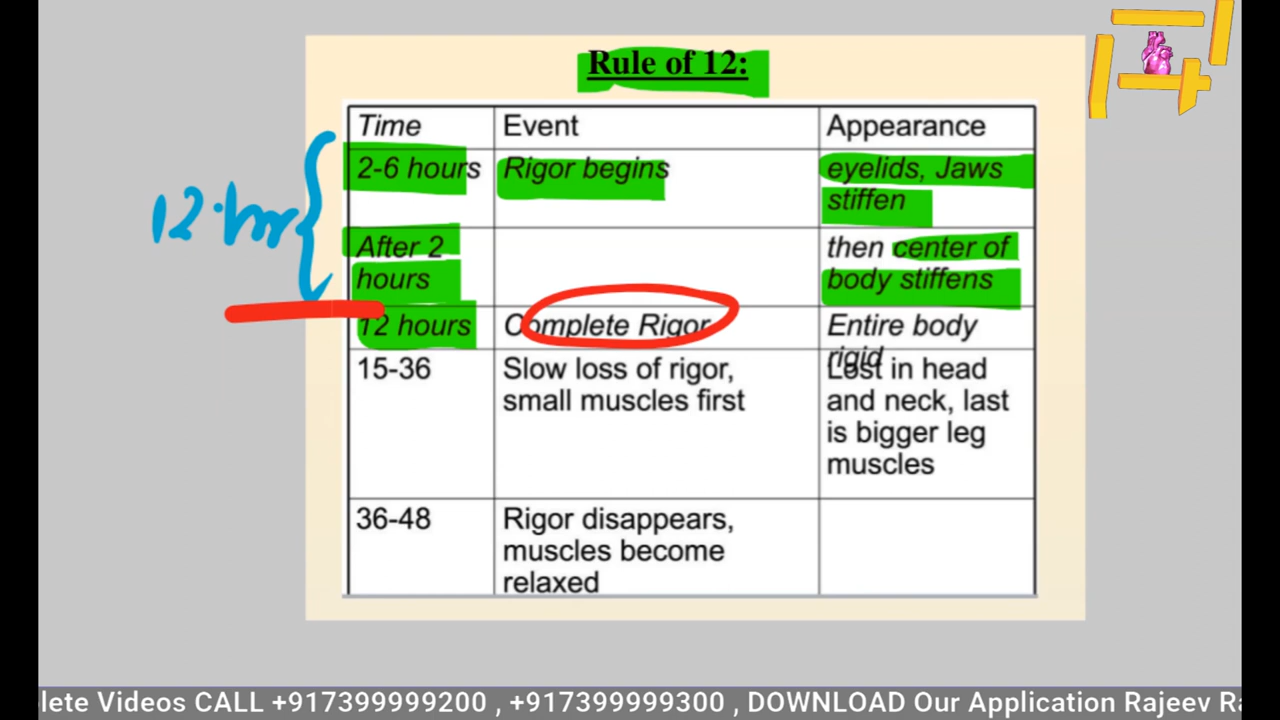 Rule of 12:
Time Event Appearance
2-6 hours Rigor begins eyelids, Jaws
stiffen
After 2 then center of
hours body stiffens
12·hr
12 hours Complete Rigor Entire body
rigid
15-36 Slow loss of rigor, Lost in head
small muscles first and neck, last
is bigger leg
muscles
36-48 Rigor disappears,
muscles become
relaxed
lete Videos CALL +917399999200 , +917399999300 , DOWNLOAD Our Application Rajeev Ra